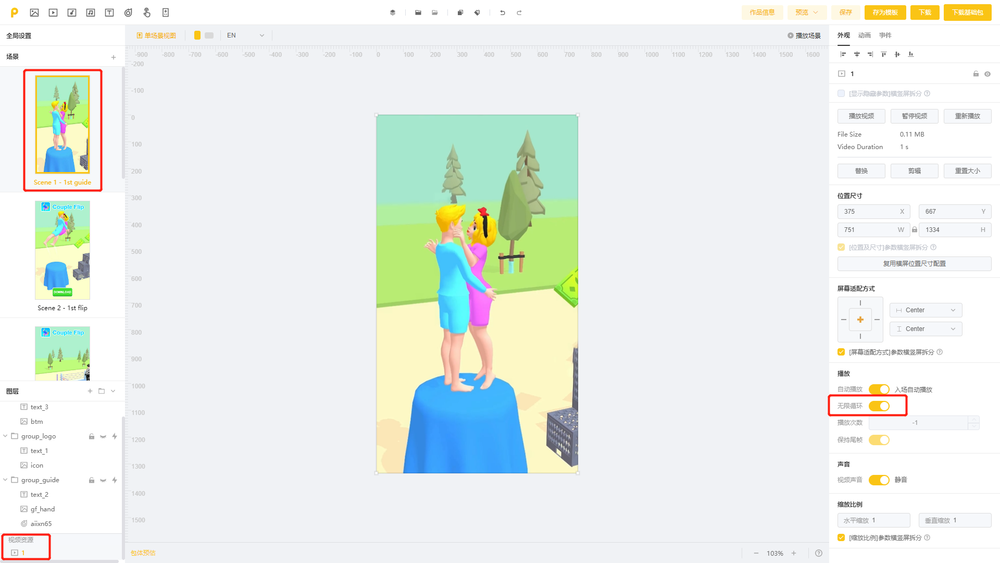 作品信息
预览
保存
存为模板
下载
下载基础包
全局设置
单场景视图
EN
播放场景
外观
动画
事件
场景
-900 -800 -700 -600 -500 -400 -300 -200 -100 0 100 200 300 400 500 600 700 800 900 1000 1100 1200 1300 1400 1500 1600
-200
-100
0
100
200
300
400
500
600
700
800
900
1000
1100
1200
1300
1400
1500
Scene 1 - 1st guide
Couple Flip
Scene 2 - 1st flip
Couple Flip
图层
text_3
btm
group_logo
text_1
icon
group_guide
text_2
gf_hand
aiixn65
视频资源
1
103%
1
[显示隐藏参数]横竖屏拆分
播放视频
暂停视频
重新播放
File Size 0.11 MB
Video Duration 1 s
替换
剪辑
重置大小
位置尺寸
375 X 667 Y
751 W 1334 H
[位置及尺寸]参数横竖屏拆分
复用横屏位置尺寸配置
屏幕适配方式
Center
Center
[屏幕适配方式]参数横竖屏拆分
播放
自动播放 入场自动播放
无限循环
播放次数 -1
保持尾帧
声音
视频声音 静音
缩放比例
水平缩放 1 垂直缩放 1
[缩放比例]参数横竖屏拆分